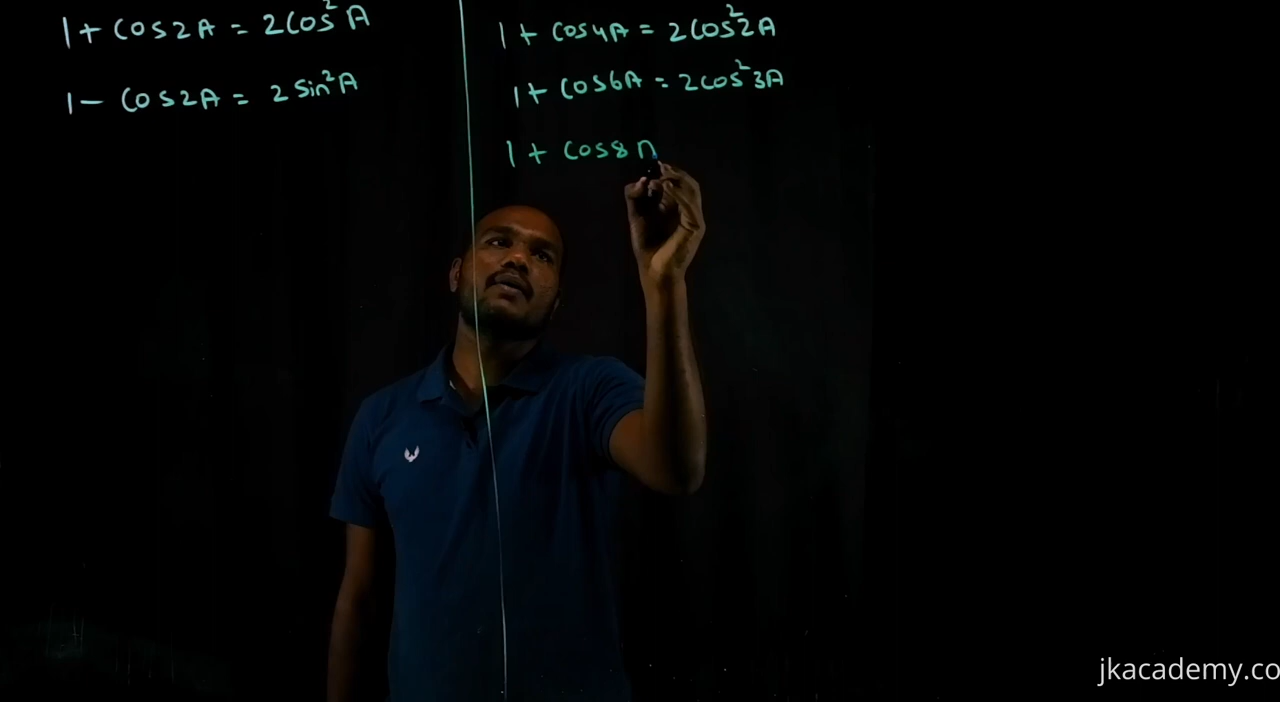 1 + cos2A = 2cos²A
1 − cos2A = 2sin²A
1 + cos4A = 2cos²2A
1 + cos6A = 2cos²3A
1 + cos8
jkacademy.co